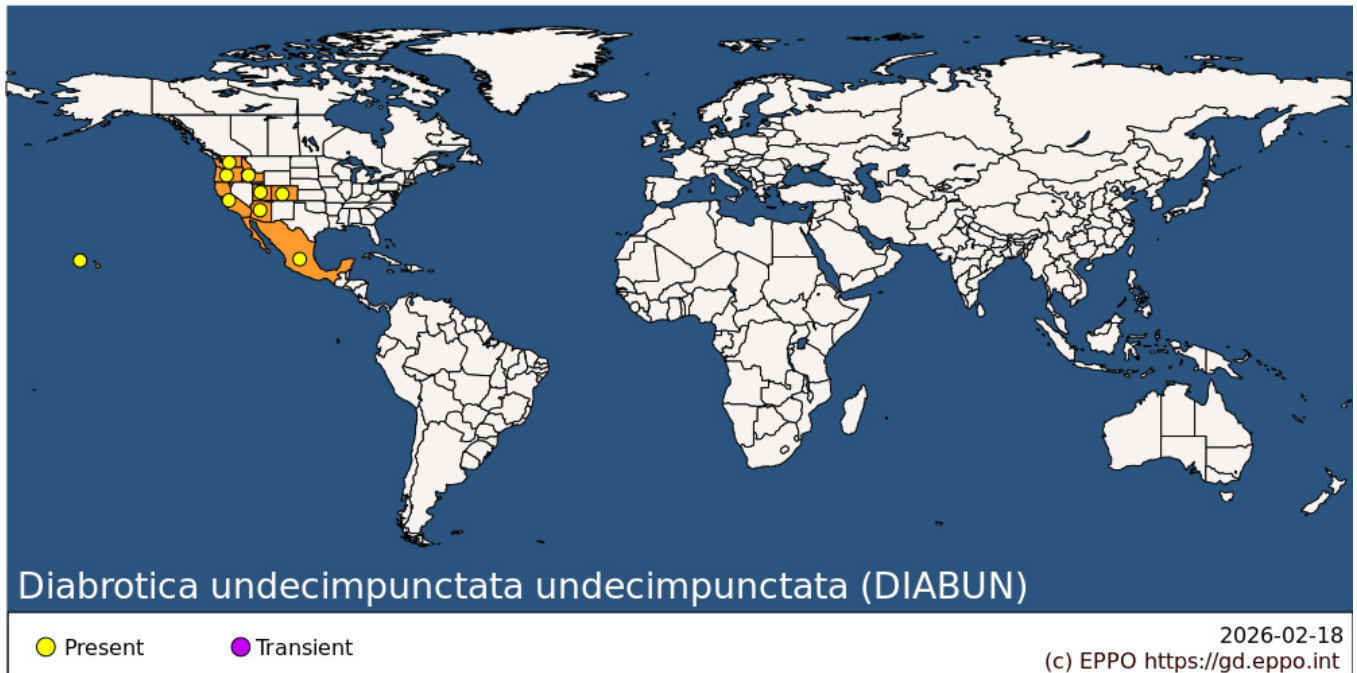 Diabrotica undecimpunctata undecimpunctata (DIABUN)
Present
Transient
2026-02-18
(c) EPPO https://gd.eppo.int